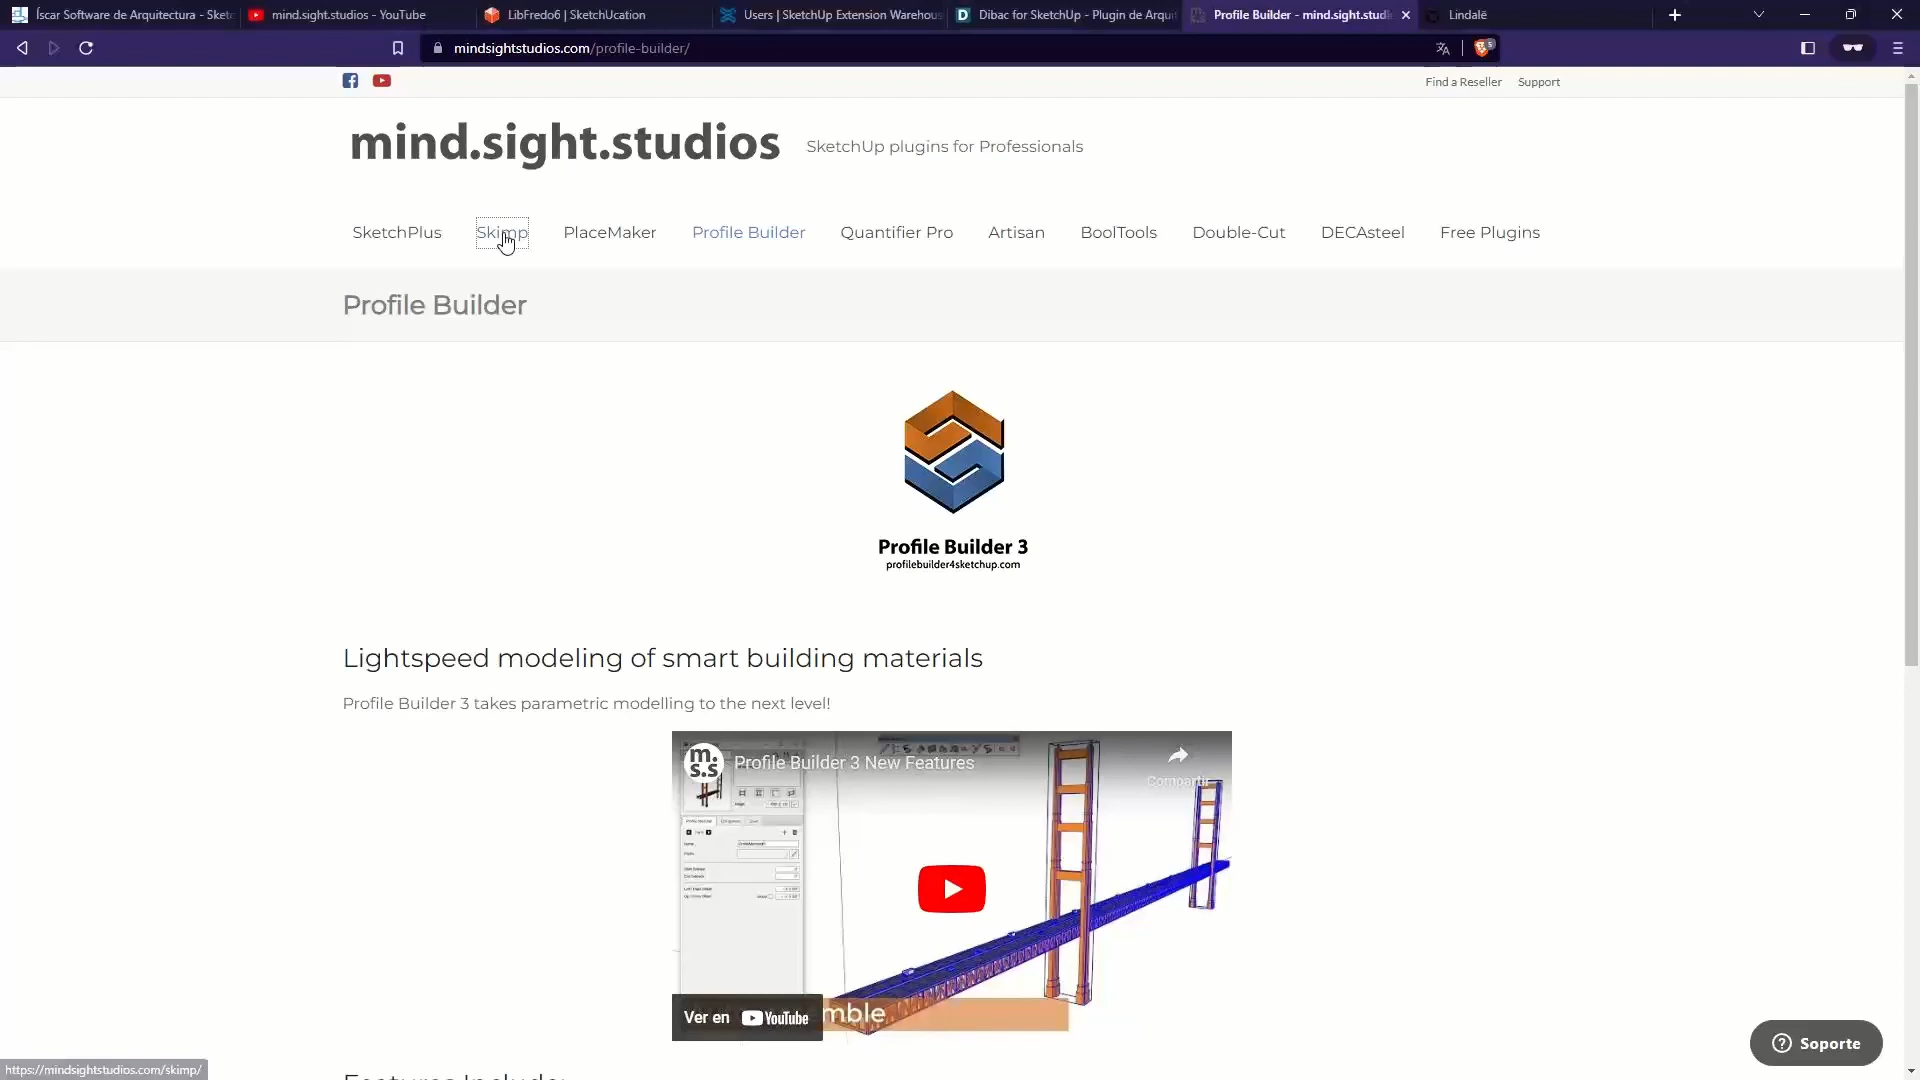 Íscar Software de Arquitectura - Sketc
mind.sight.studios - YouTube
LibFredo6 | SketchUcation
Users | SketchUp Extension Warehous
Dibac for SketchUp - Plugin de Arqui
Profile Builder - mind.sight.studi
Lindalë
mindsightstudios.com/profile-builder/
Find a Reseller
Support
mind.sight.studios
SketchUp plugins for Professionals
SketchPlus
Skimp
PlaceMaker
Profile Builder
Quantifier Pro
Artisan
BoolTools
Double-Cut
DECAsteel
Free Plugins
Profile Builder
Profile Builder 3
profilebuilder4sketchup.com
Lightspeed modeling of smart building materials
Profile Builder 3 takes parametric modelling to the next level!
m.
s.s
Profile Builder 3 New Features
Compartir
Ver en YouTube
mble
Soporte
https://mindsightstudios.com/skimp/
Features Include: